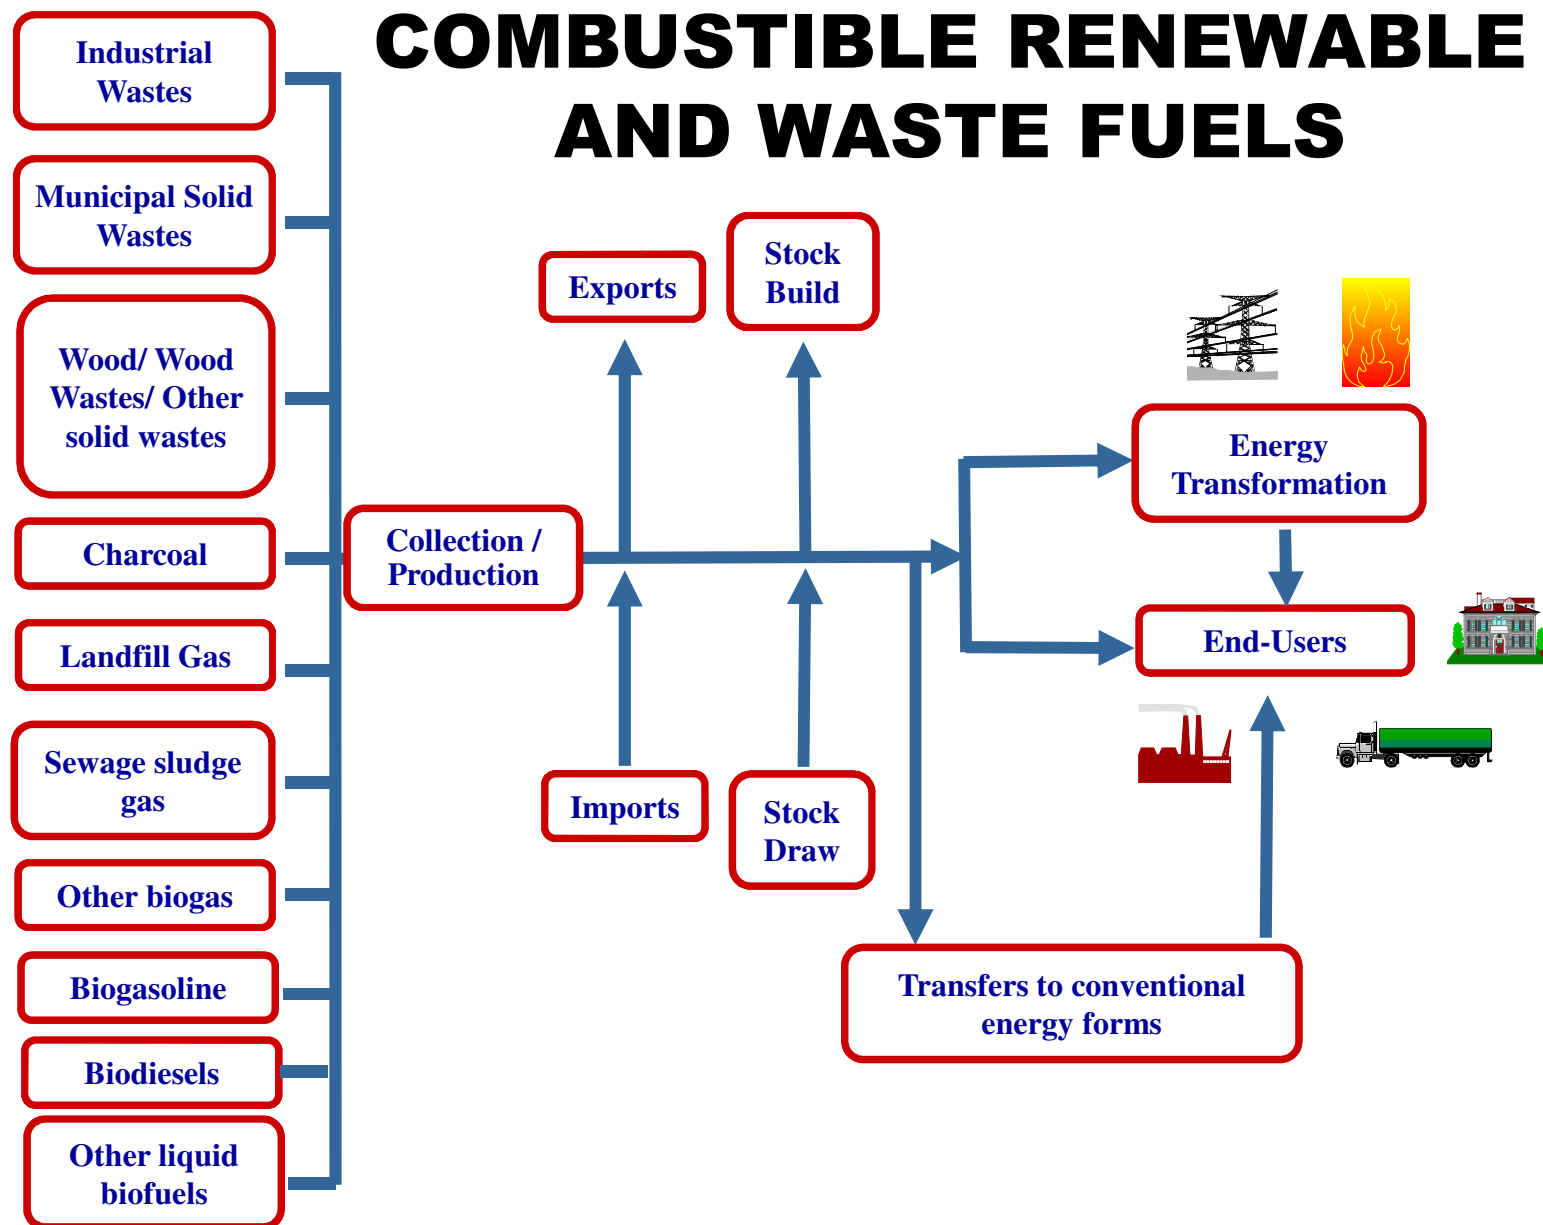 COMBUSTIBLE RENEWABLE
AND WASTE FUELS
Industrial
Wastes
Municipal Solid
Wastes
Wood/ Wood
Wastes/ Other
solid wastes
Charcoal
Landfill Gas
Sewage sludge
gas
Other biogas
Biogasoline
Biodiesels
Other liquid
biofuels
Collection /
Production
Exports
Stock
Build
Imports
Stock
Draw
Energy
Transformation
End-Users
Transfers to conventional
energy forms